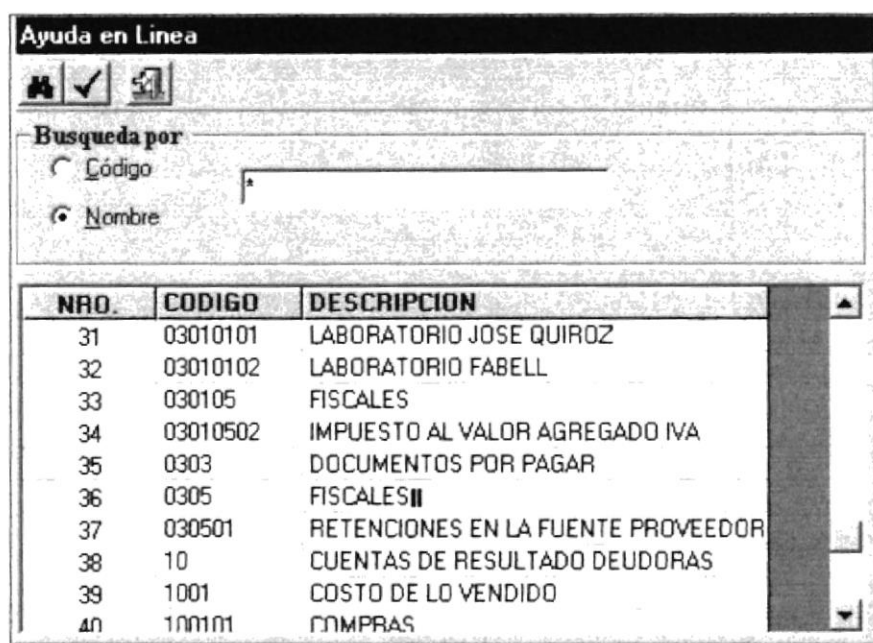 Ayuda en Linea
Busqueda por
Código
*
Nombre
NRO. CODIGO DESCRIPCION
31 03010101 LABORATORIO JOSE QUIROZ
32 03010102 LABORATORIO FABELL
33 030105 FISCALES
34 03010502 IMPUESTO AL VALOR AGREGADO IVA
35 0303 DOCUMENTOS POR PAGAR
36 0305 FISCALESII
37 030501 RETENCIONES EN LA FUENTE PROVEEDOR
38 10 CUENTAS DE RESULTADO DEUDORAS
39 1001 COSTO DE LO VENDIDO
40 100101 COMPRAS